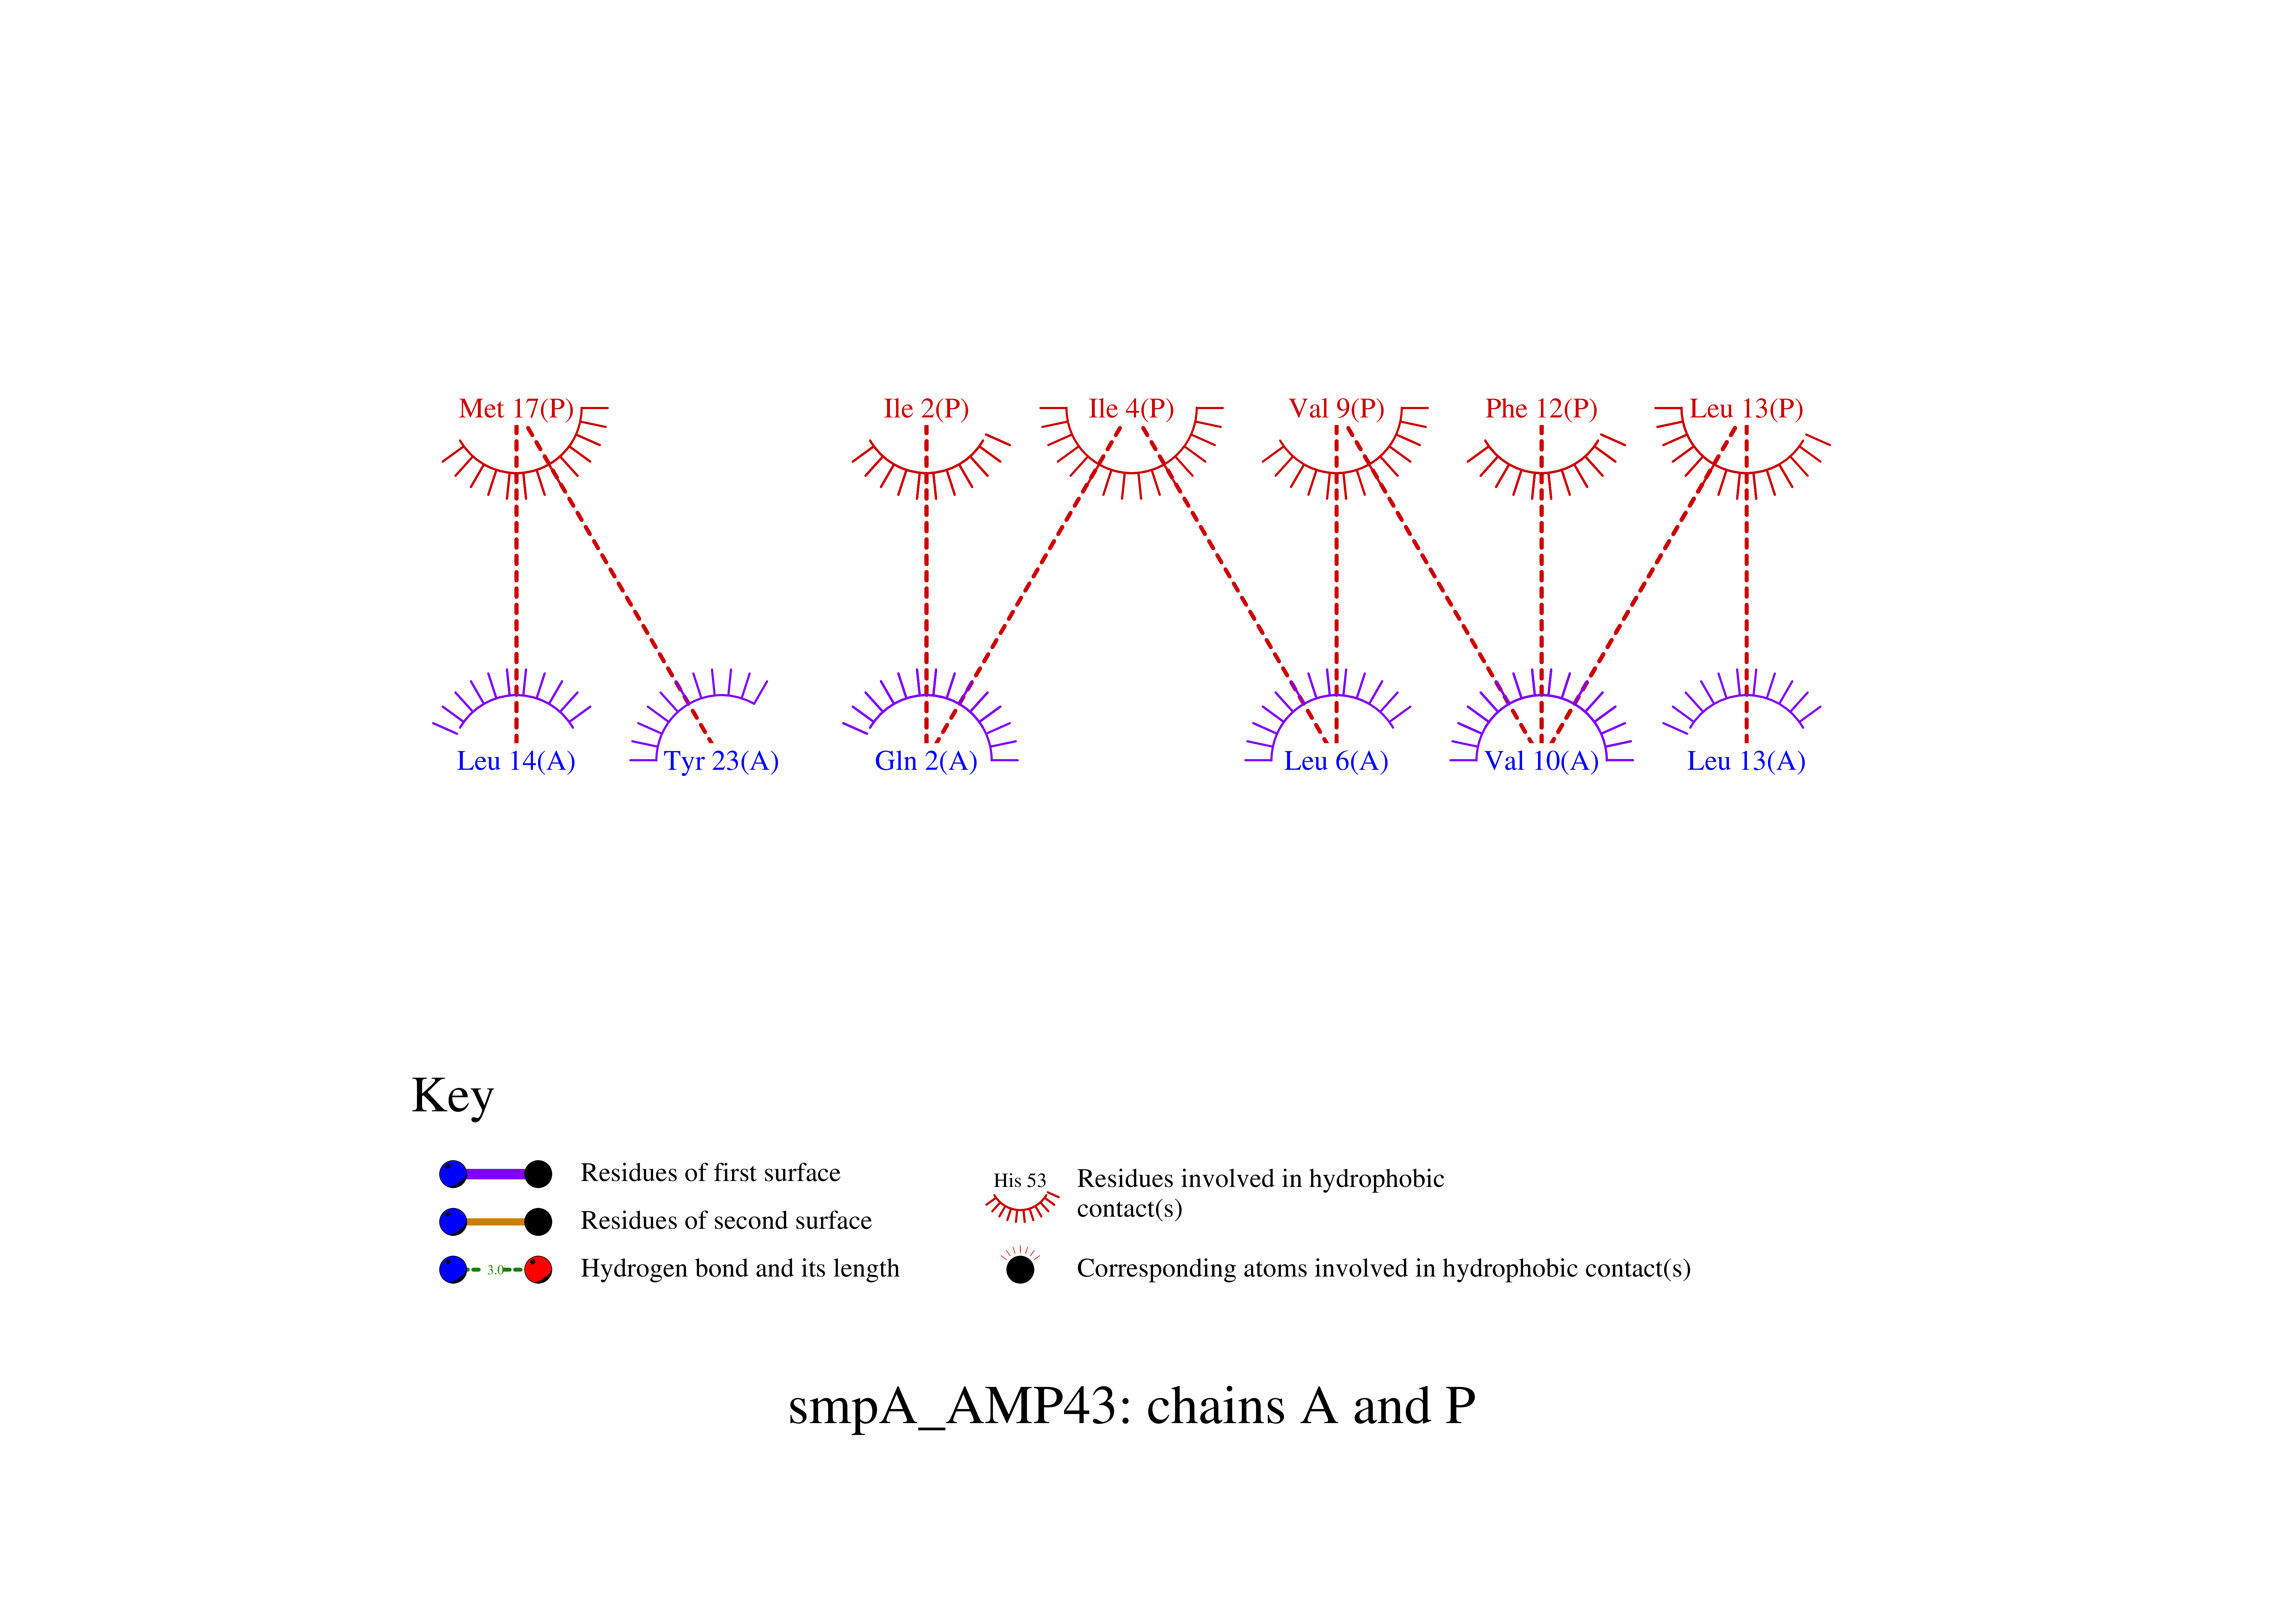 Met 17(P) Ile 2(P) Ile 4(P) Val 9(P) Phe 12(P) Leu 13(P)
Leu 14(A) Tyr 23(A) Gln 2(A) Leu 6(A) Val 10(A) Leu 13(A)
Key
Residues of first surface
Residues of second surface
3.0 Hydrogen bond and its length
His 53 Residues involved in hydrophobic
contact(s)
Corresponding atoms involved in hydrophobic contact(s)
smpA_AMP43: chains A and P